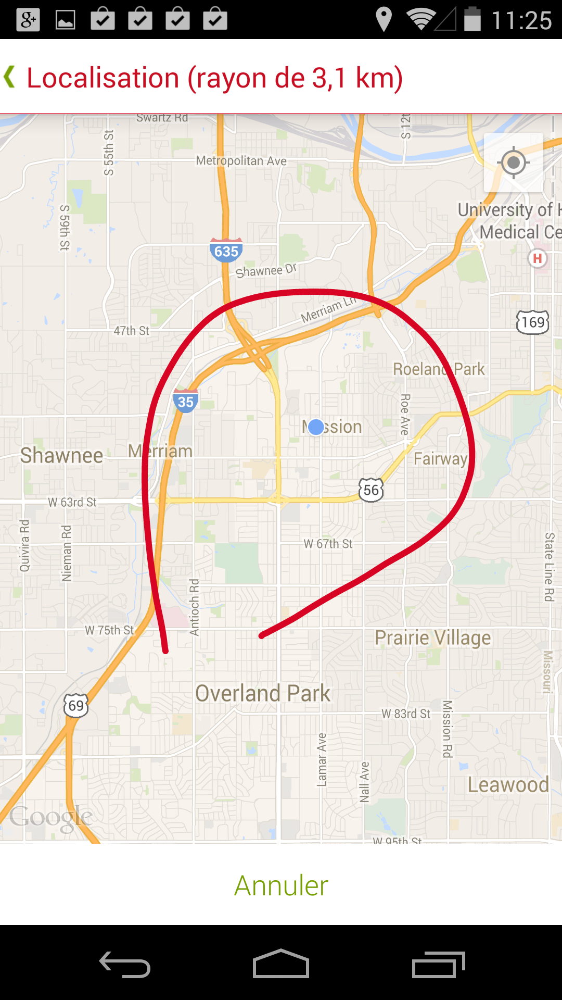 g+
11:25
Localisation (rayon de 3,1 km)
Swartz Rd
S 12t
S 55th St
Metropolitan Ave
S 59th St
University of K
Medical Ce
635
H
Shawnee Dr
Merriam Ln
169
47th St
Roeland Park
35
Roe Ave
Mission
Shawnee
Merriam
Fairway
56
W 63rd St
Quivira Rd
Nieman Rd
W 67th St
State Line Rd
Antioch Rd
W 75th St
Prairie Village
Missouri
Overland Park
69
W 83rd St
Mission Rd
Lamar Ave
Nall Ave
Leawood
Google
W 95th St
Annuler